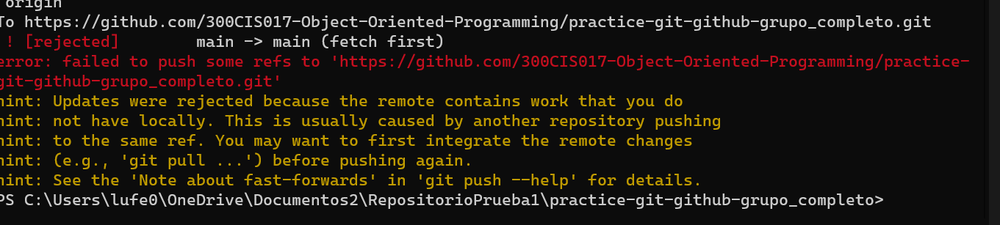 origin
To https://github.com/300CIS017-Object-Oriented-Programming/practice-git-github-grupo_completo.git
! [rejected]        main -> main (fetch first)
error: failed to push some refs to 'https://github.com/300CIS017-Object-Oriented-Programming/practice-
git-github-grupo_completo.git'
hint: Updates were rejected because the remote contains work that you do
hint: not have locally. This is usually caused by another repository pushing
hint: to the same ref. You may want to first integrate the remote changes
hint: (e.g., 'git pull ...') before pushing again.
hint: See the 'Note about fast-forwards' in 'git push --help' for details.
PS C:\Users\lufe0\OneDrive\Documentos2\RepositorioPrueba1\practice-git-github-grupo_completo>